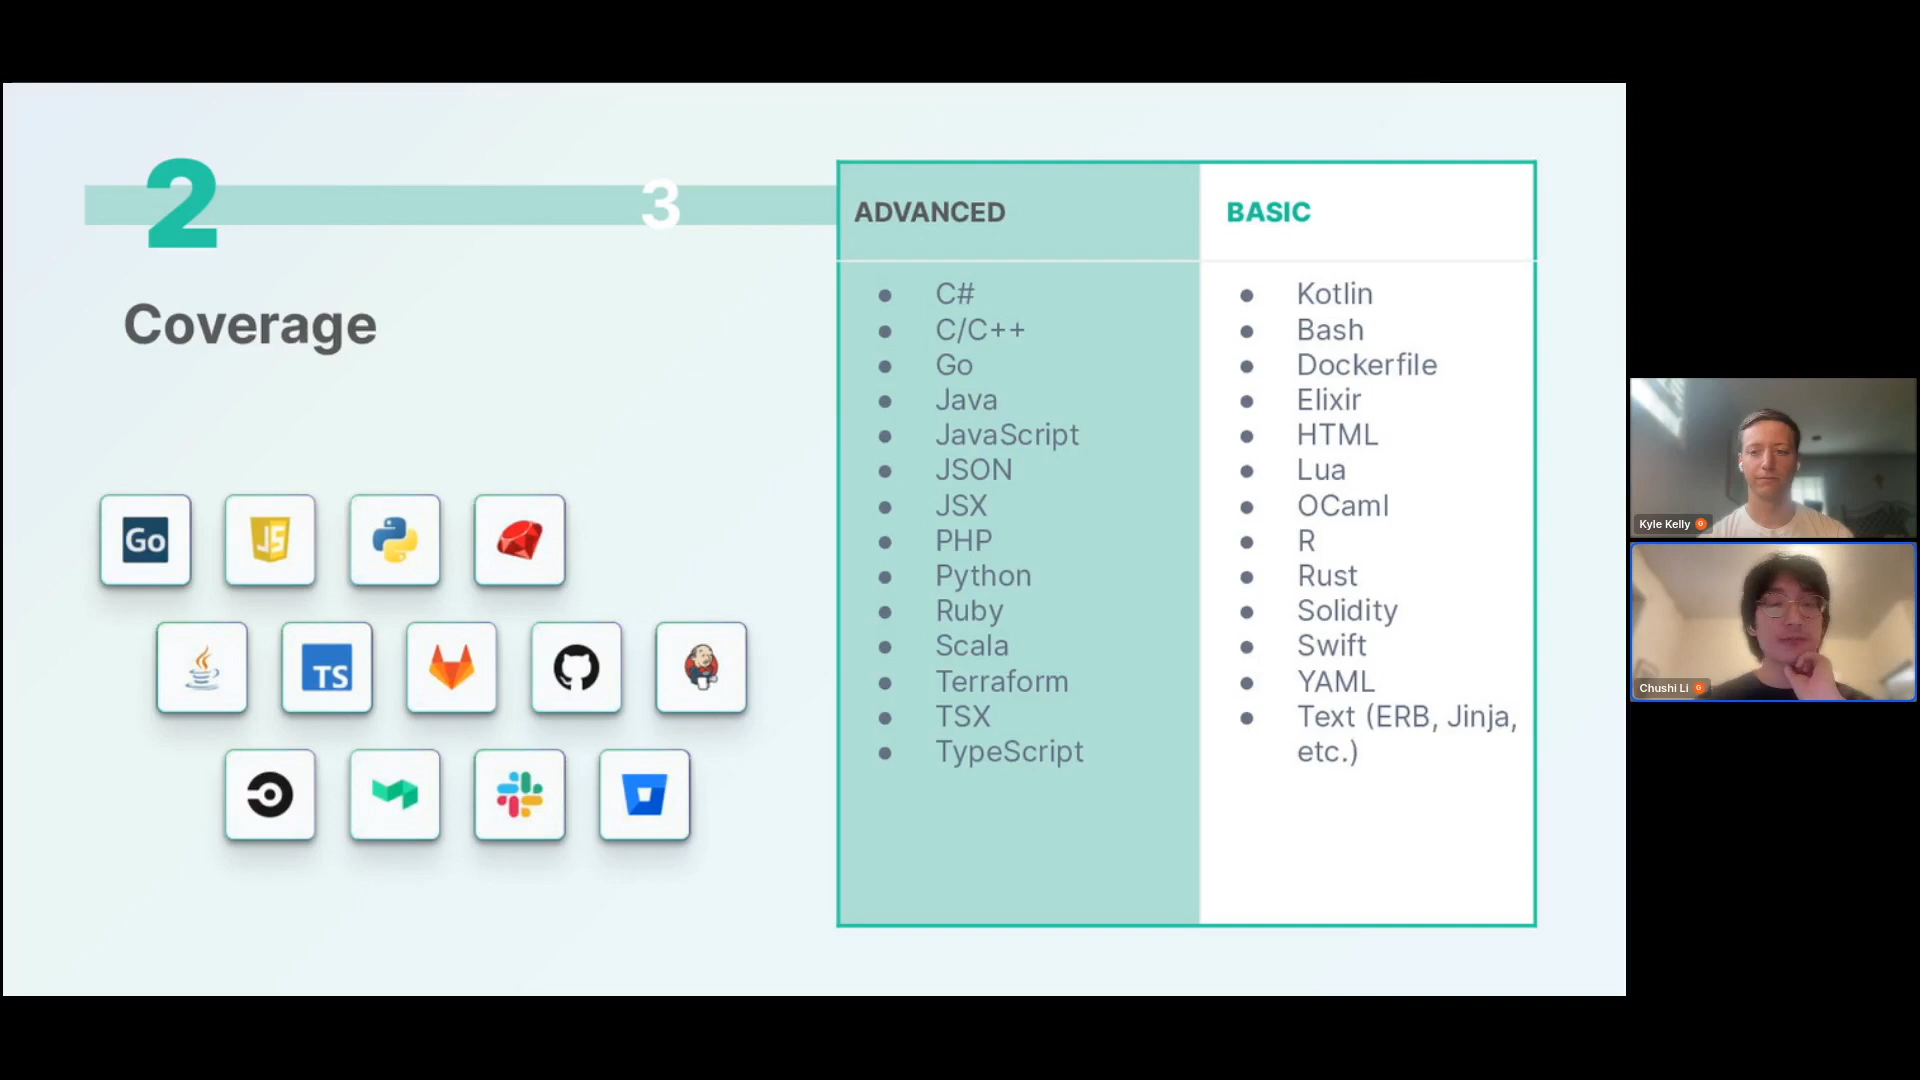 2
3
Coverage
Go
JS
TS
ADVANCED
C#
C/C++
Go
Java
JavaScript
JSON
JSX
PHP
Python
Ruby
Scala
Terraform
TSX
TypeScript
BASIC
Kotlin
Bash
Dockerfile
Elixir
HTML
Lua
OCaml
R
Rust
Solidity
Swift
YAML
Text (ERB, Jinja,
etc.)
Kyle Kelly
Chushi Li